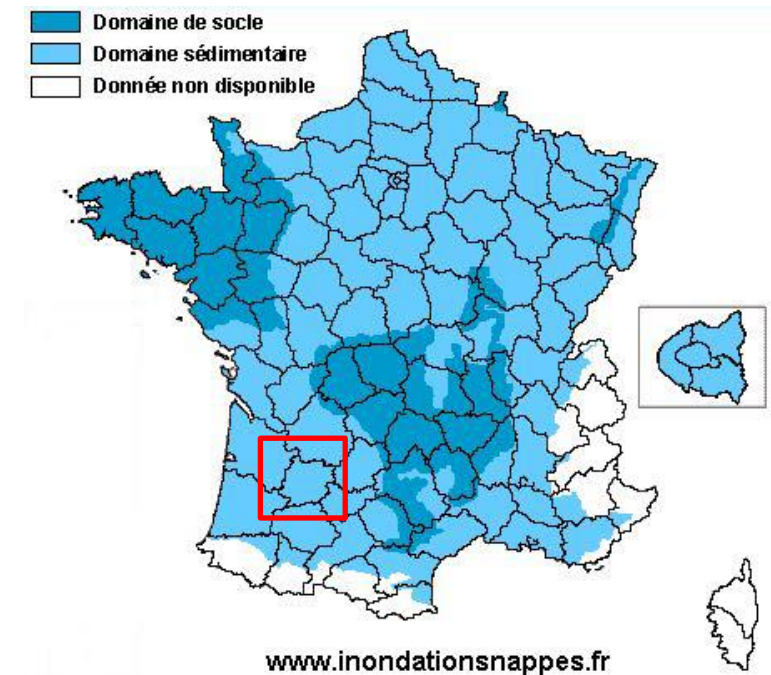 Domaine de socle
Domaine sédimentaire
Donnée non disponible
www.inondationsnappes.fr